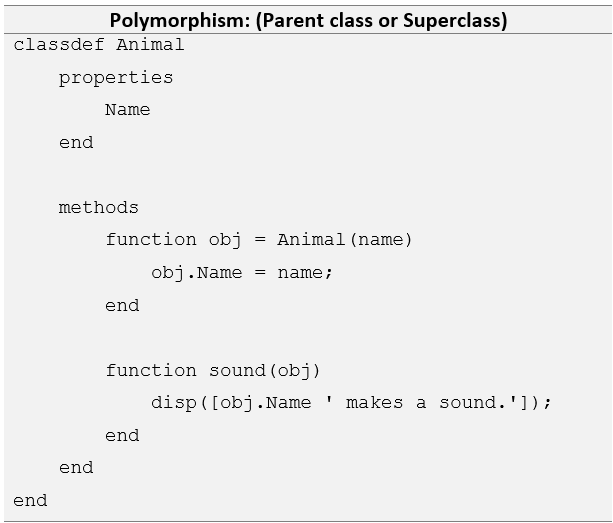 Polymorphism: (Parent class or Superclass)
classdef Animal
    properties
        Name
    end

    methods
        function obj = Animal(name)
            obj.Name = name;
        end

        function sound(obj)
            disp([obj.Name ' makes a sound.']);
        end
    end
end